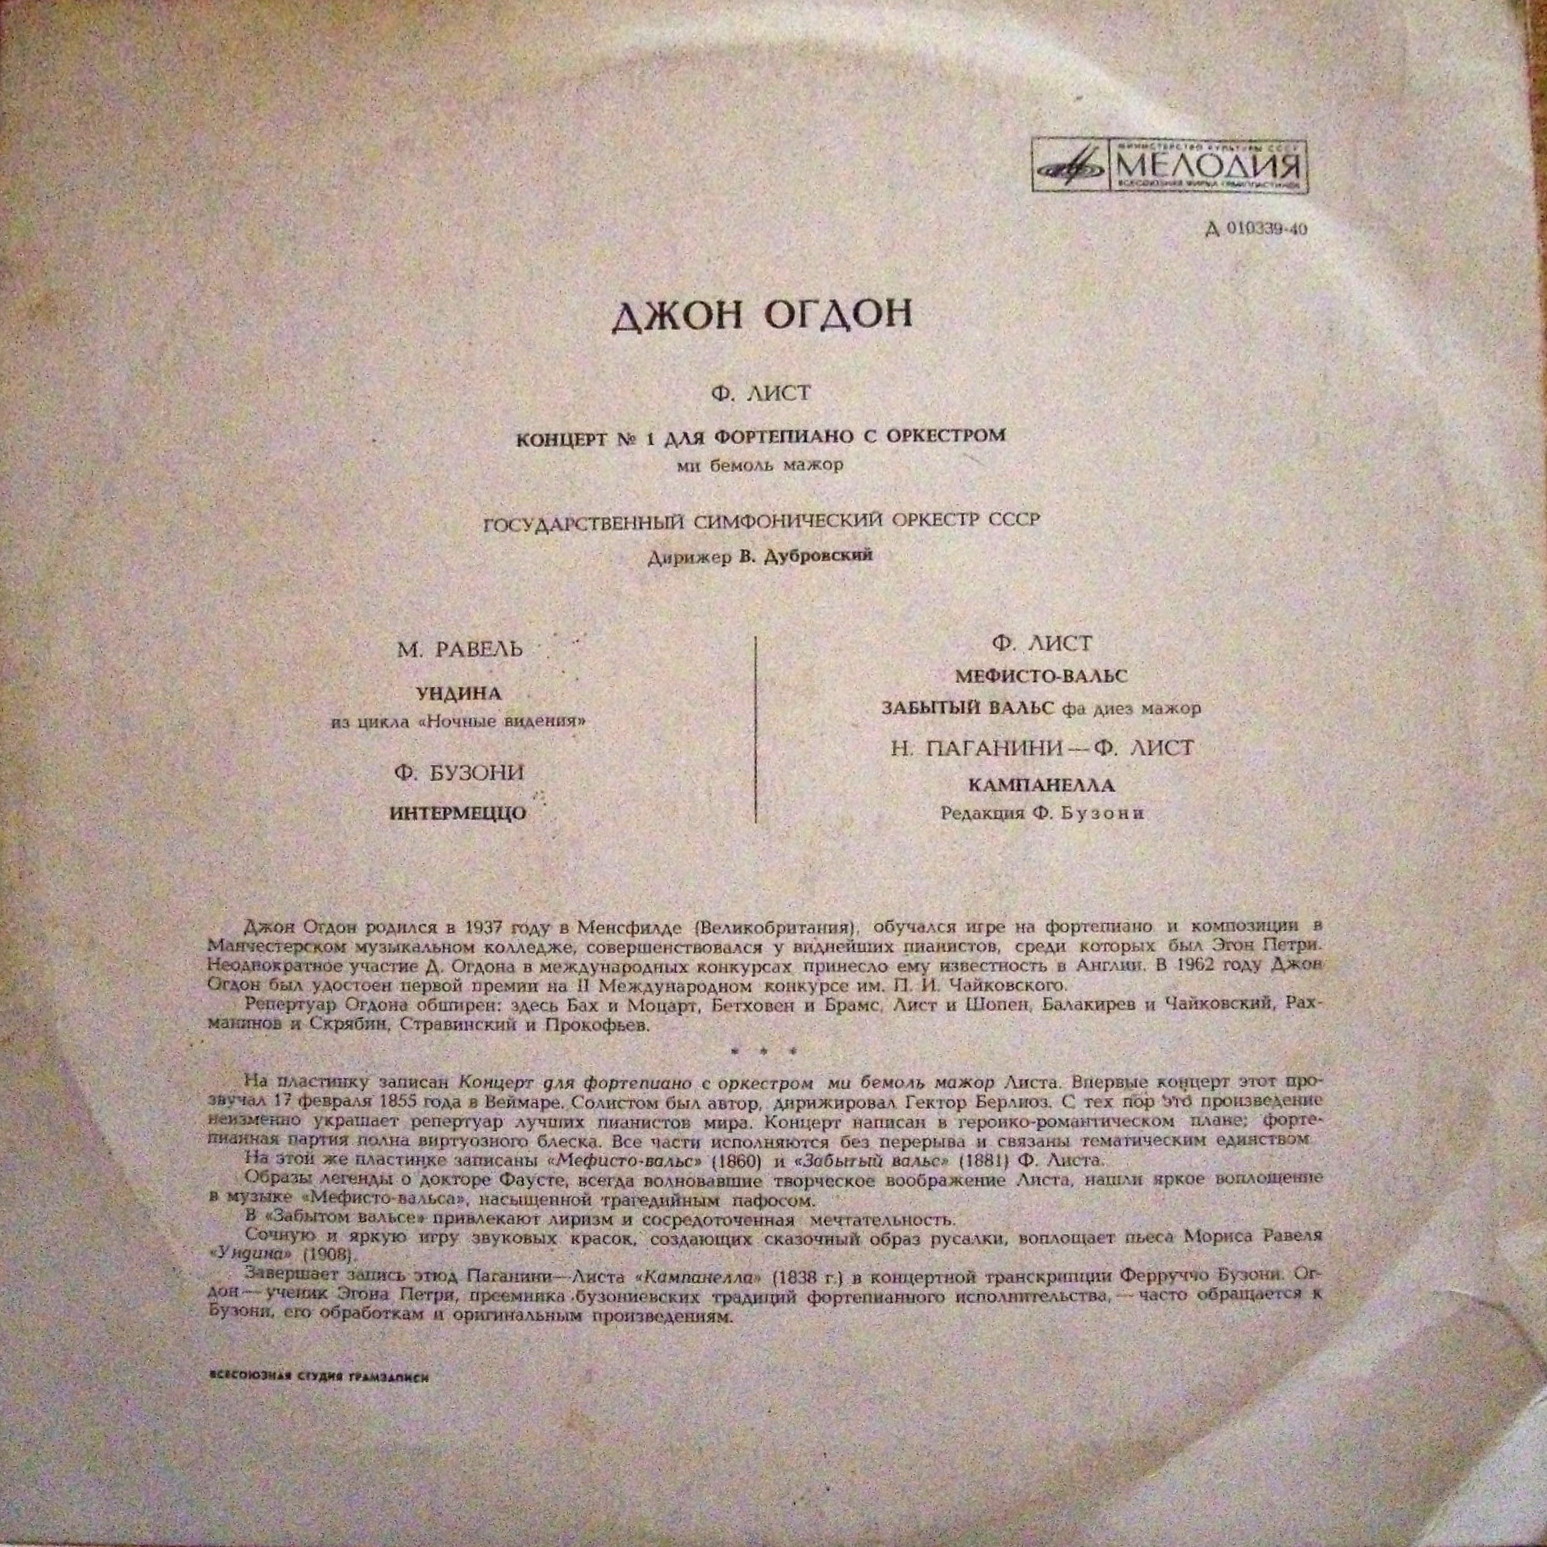 МИНИСТЕРСТВО КУЛЬТУРЫ СССР
МЕЛОДИЯ
ВСЕСОЮЗНАЯ ФИРМА ГРАМПЛАСТИНОК
Д 010339-40
ДЖОН ОГДОН
Ф. ЛИСТ
КОНЦЕРТ № 1 ДЛЯ ФОРТЕПИАНО С ОРКЕСТРОМ
ми бемоль мажор
ГОСУДАРСТВЕННЫЙ СИМФОНИЧЕСКИЙ ОРКЕСТР СССР
Дирижер В. Дубровский
М. РАВЕЛЬ
УНДИНА
из цикла «Ночные видения»
Ф. БУЗОНИ
ИНТЕРМЕЦЦО
Ф. ЛИСТ
МЕФИСТО-ВАЛЬС
ЗАБЫТЫЙ ВАЛЬС фа диез мажор
Н. ПАГАНИНИ — Ф. ЛИСТ
КАМПАНЕЛЛА
Редакция Ф. Бузони
Джон Огдон родился в 1937 году в Менсфилде (Великобритания), обучался игре на фортепиано и композиции в
Манчестерском музыкальном колледже, совершенствовался у виднейших пианистов, среди которых был Эгон Петри.
Неоднократное участие Д. Огдона в международных конкурсах принесло ему известность в Англии. В 1962 году Джон
Огдон был удостоен первой премии на II Международном конкурсе им. П. И. Чайковского.
Репертуар Огдона обширен: здесь Бах и Моцарт, Бетховен и Брамс, Лист и Шопен, Балакирев и Чайковский, Рах-
манинов и Скрябин, Стравинский и Прокофьев.
* * *
На пластинку записан Концерт для фортепиано с оркестром ми бемоль мажор Листа. Впервые концерт этот про-
звучал 17 февраля 1855 года в Веймаре. Солистом был автор, дирижировал Гектор Берлиоз. С тех пор это произведение
неизменно украшает репертуар лучших пианистов мира. Концерт написан в героико-романтическом плане; форте-
пианная партия полна виртуозного блеска. Все части исполняются без перерыва и связаны тематическим единством.
На этой же пластинке записаны «Мефисто-вальс» (1860) и «Забытый вальс» (1881) Ф. Листа.
Образы легенды о докторе Фаусте, всегда волновавшие творческое воображение Листа, нашли яркое воплощение
в музыке «Мефисто-вальса», насыщенной трагедийным пафосом.
В «Забытом вальсе» привлекают лиризм и сосредоточенная мечтательность.
Сочную и яркую игру звуковых красок, создающих сказочный образ русалки, воплощает пьеса Мориса Равеля
«Ундина» (1908).
Завершает запись этюд Паганини—Листа «Кампанелла» (1838 г.) в концертной транскрипции Ферруччо Бузони. Ог-
дон — ученик Эгона Петри, преемника бузониевских традиций фортепианного исполнительства, — часто обращается к
Бузони, его обработкам и оригинальным произведениям.
ВСЕСОЮЗНАЯ СТУДИЯ ГРАМЗАПИСИ